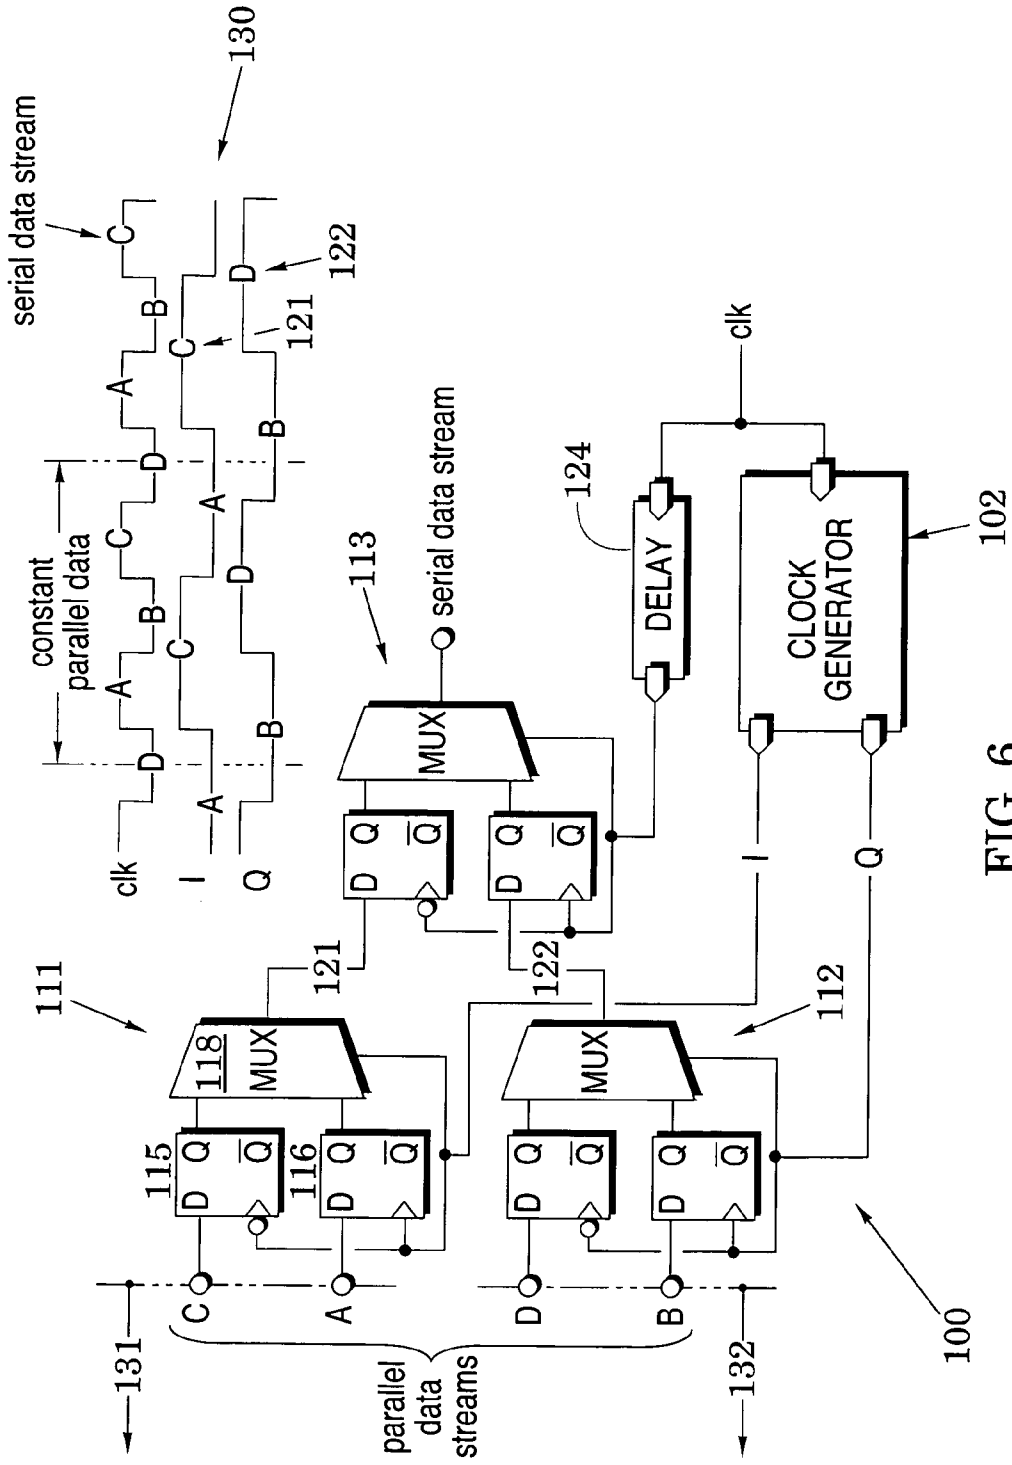 serial data stream
constant
parallel data
130
clk D A B C D A B C
I A C A C
Q B D B D
121
122
111
131
115
116
118
MUX
C
A
D Q
Q
D Q
Q
parallel
data
streams
121
122
113
D Q
Q
D Q
Q
MUX
serial data stream
D
B
132
D Q
Q
D Q
Q
MUX
112
124
DELAY
clk
I
Q
CLOCK
GENERATOR
102
100
FIG 6